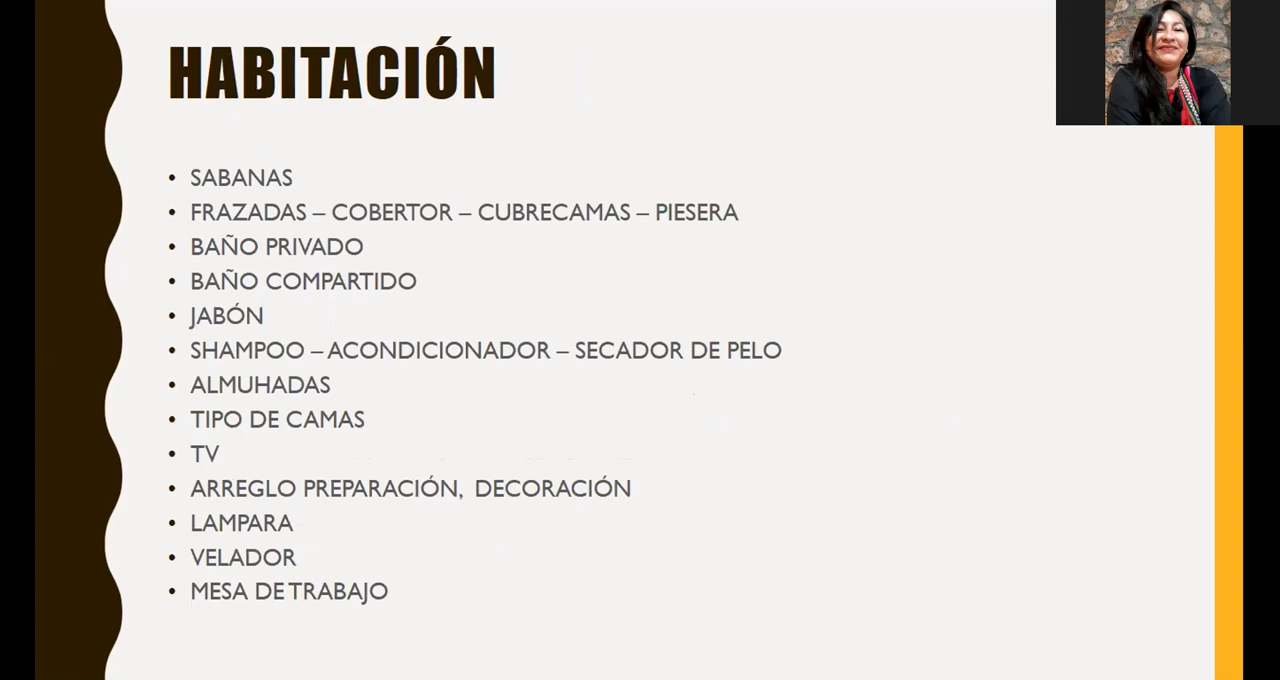 HABITACIÓN
• SABANAS
• FRAZADAS – COBERTOR – CUBRECAMAS – PIESERA
• BAÑO PRIVADO
• BAÑO COMPARTIDO
• JABÓN
• SHAMPOO – ACONDICIONADOR – SECADOR DE PELO
• ALMUHADAS
• TIPO DE CAMAS
• TV
• ARREGLO PREPARACIÓN, DECORACIÓN
• LAMPARA
• VELADOR
• MESA DE TRABAJO